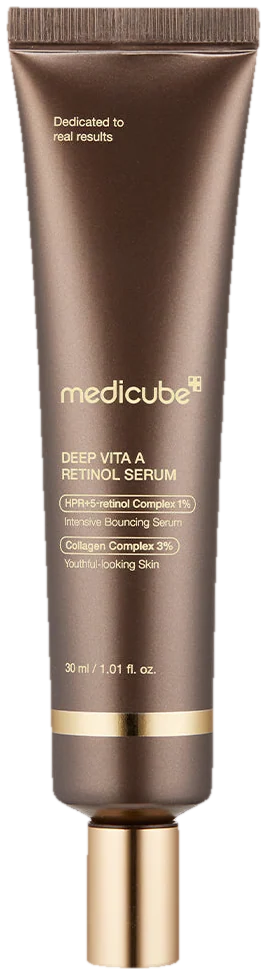 Dedicated to
real results
medicube
DEEP VITA A
RETINOL SERUM
HPR+5-retinol Complex 1%
Intensive Bouncing Serum
Collagen Complex 3%
Youthful-looking Skin
30 ml / 1.01 fl. oz.